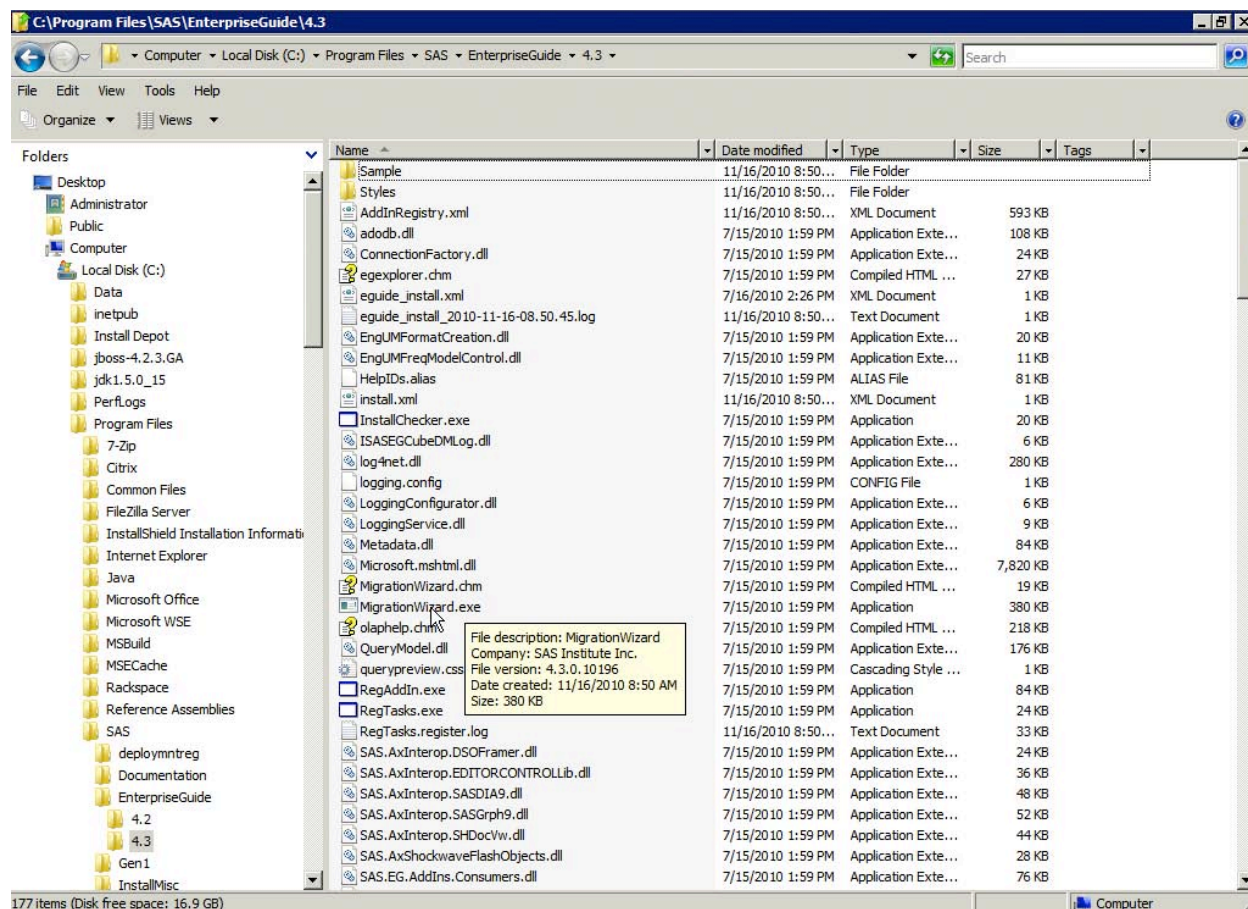 C:\Program Files\SAS\EnterpriseGuide\4.3
Computer Local Disk (C:) Program Files SAS EnterpriseGuide 4.3 Search
File Edit View Tools Help
Organize Views
Folders
Desktop
Administrator
Public
Computer
Local Disk (C:)
Data
inetpub
Install Depot
jboss-4.2.3.GA
jdk1.5.0_15
PerfLogs
Program Files
7-Zip
Citrix
Common Files
FileZilla Server
InstallShield Installation Informati
Internet Explorer
Java
Microsoft Office
Microsoft WSE
MSBuild
MSECache
Rackspace
Reference Assemblies
SAS
deploymntreg
Documentation
EnterpriseGuide
4.2
4.3
Gen1
InstallMisc
Name Date modified Type Size Tags
Sample 11/16/2010 8:50... File Folder
Styles 11/16/2010 8:50... File Folder
AddInRegistry.xml 11/16/2010 8:50... XML Document 593 KB
adodb.dll 7/15/2010 1:59 PM Application Exte... 108 KB
ConnectionFactory.dll 7/15/2010 1:59 PM Application Exte... 24 KB
egexplorer.chm 7/15/2010 1:59 PM Compiled HTML ... 27 KB
eguide_install.xml 7/16/2010 2:26 PM XML Document 1 KB
eguide_install_2010-11-16-08.50.45.log 11/16/2010 8:50... Text Document 1 KB
EngUMFormatCreation.dll 7/15/2010 1:59 PM Application Exte... 20 KB
EngUMFreqModelControl.dll 7/15/2010 1:59 PM Application Exte... 11 KB
HelpIDs.alias 7/15/2010 1:59 PM ALIAS File 81 KB
install.xml 11/16/2010 8:50... XML Document 1 KB
InstallChecker.exe 7/15/2010 1:59 PM Application 20 KB
ISASEGCubeDMLog.dll 7/15/2010 1:59 PM Application Exte... 6 KB
log4net.dll 7/15/2010 1:59 PM Application Exte... 280 KB
logging.config 7/15/2010 1:59 PM CONFIG File 1 KB
LoggingConfigurator.dll 7/15/2010 1:59 PM Application Exte... 6 KB
LoggingService.dll 7/15/2010 1:59 PM Application Exte... 9 KB
Metadata.dll 7/15/2010 1:59 PM Application Exte... 84 KB
Microsoft.mshtml.dll 7/15/2010 1:59 PM Application Exte... 7,820 KB
MigrationWizard.chm 7/15/2010 1:59 PM Compiled HTML ... 19 KB
MigrationWizard.exe 7/15/2010 1:59 PM Application 380 KB
olaphelp.chm 7/15/2010 1:59 PM Compiled HTML ... 218 KB
QueryModel.dll 7/15/2010 1:59 PM Application Exte... 176 KB
querypreview.css 7/15/2010 1:59 PM Cascading Style ... 1 KB
RegAddIn.exe 7/15/2010 1:59 PM Application 84 KB
RegTasks.exe 7/15/2010 1:59 PM Application 24 KB
RegTasks.register.log 11/16/2010 8:50... Text Document 33 KB
SAS.AxInterop.DSOFramer.dll 7/15/2010 1:59 PM Application Exte... 24 KB
SAS.AxInterop.EDITORCONTROLLib.dll 7/15/2010 1:59 PM Application Exte... 36 KB
SAS.AxInterop.SASDIA9.dll 7/15/2010 1:59 PM Application Exte... 48 KB
SAS.AxInterop.SASGrph9.dll 7/15/2010 1:59 PM Application Exte... 52 KB
SAS.AxInterop.SHDocVw.dll 7/15/2010 1:59 PM Application Exte... 44 KB
SAS.AxShockwaveFlashObjects.dll 7/15/2010 1:59 PM Application Exte... 28 KB
SAS.EG.AddIns.Consumers.dll 7/15/2010 1:59 PM Application Exte... 76 KB
File description: MigrationWizard
Company: SAS Institute Inc.
File version: 4.3.0.10196
Date created: 11/16/2010 8:50 AM
Size: 380 KB
177 items (Disk free space: 16.9 GB) Computer